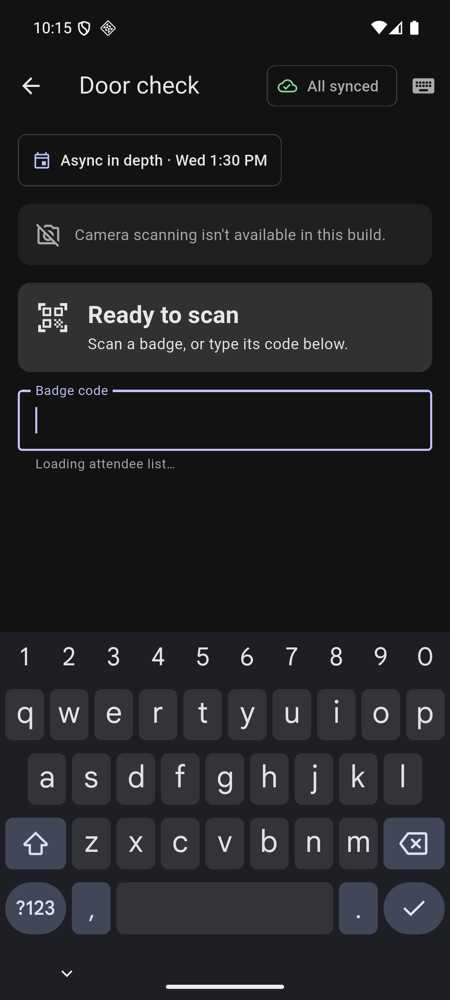 10:15
Door check
All synced
Async in depth · Wed 1:30 PM
Camera scanning isn't available in this build.
Ready to scan
Scan a badge, or type its code below.
Badge code
Loading attendee list…
1 2 3 4 5 6 7 8 9 0
q w e r t y u i o p
a s d f g h j k l
z x c v b n m
?123 , .